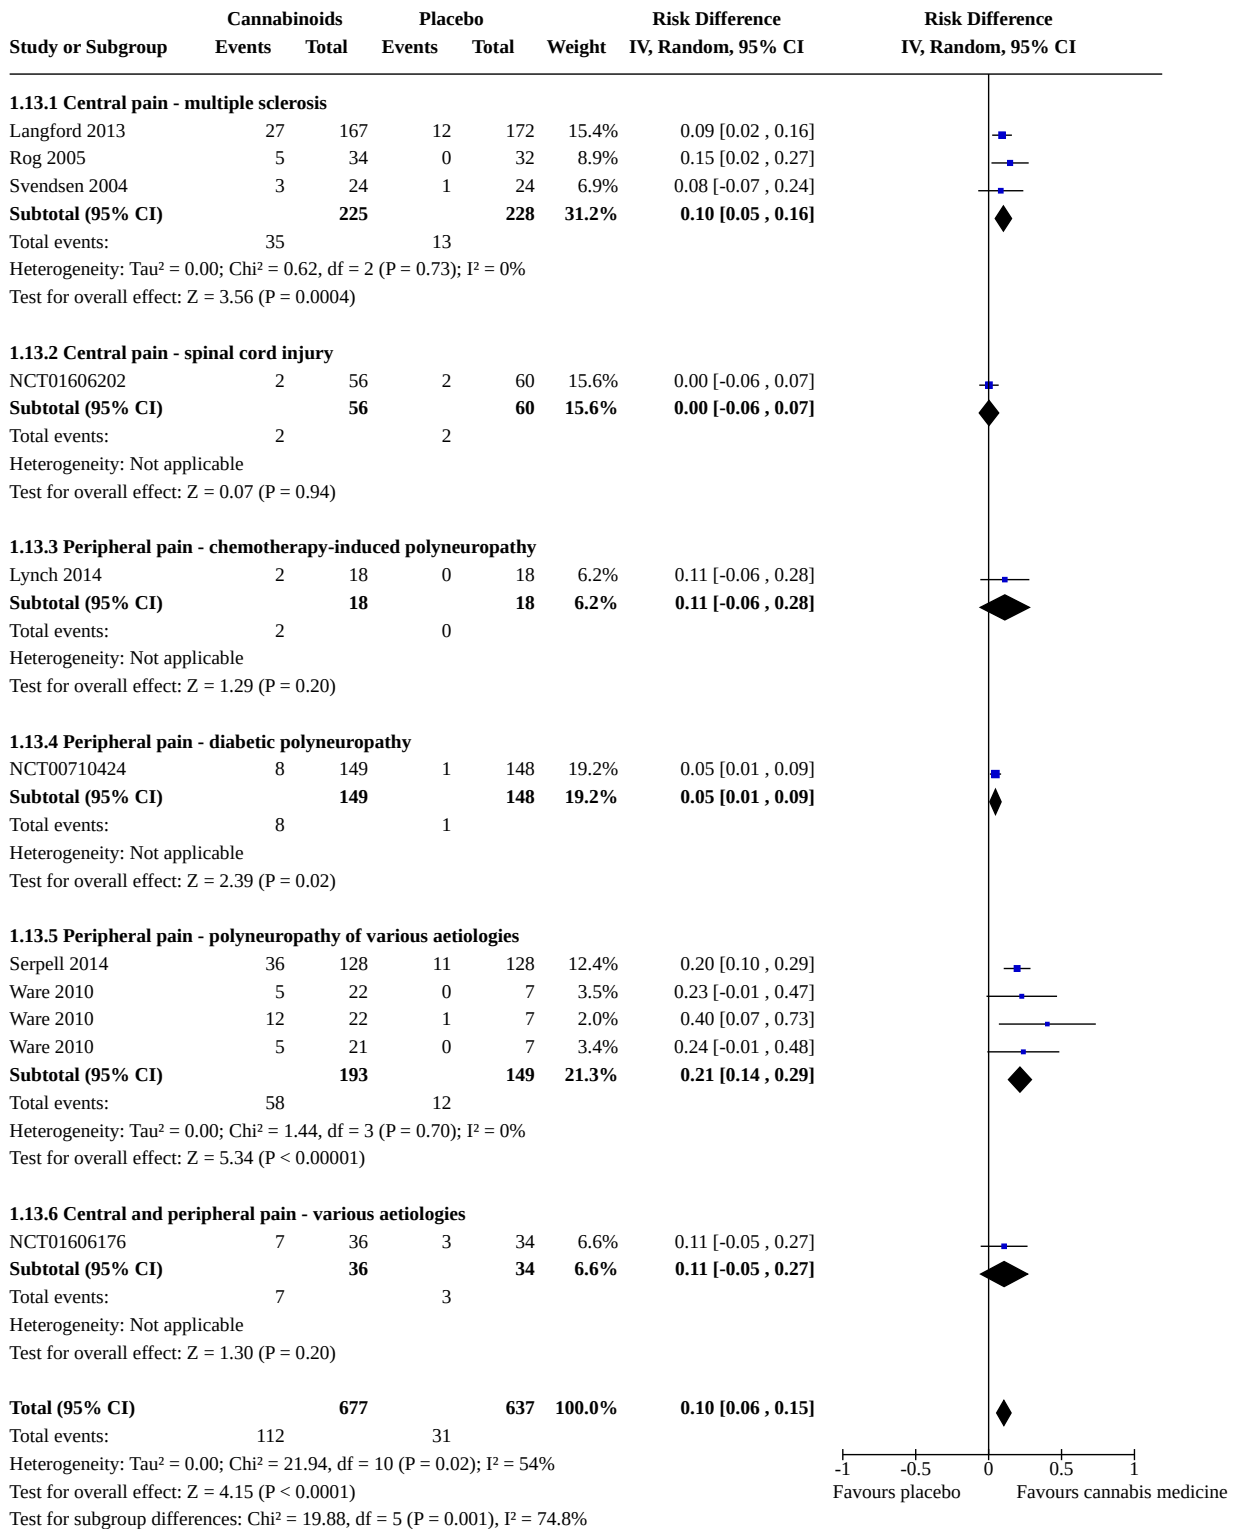 Cannabinoids Placebo Risk Difference Risk Difference
Study or Subgroup Events Total Events Total Weight IV, Random, 95% CI IV, Random, 95% CI
1.13.1 Central pain - multiple sclerosis
Langford 2013 27 167 12 172 15.4% 0.09 [0.02 , 0.16]
Rog 2005 5 34 0 32 8.9% 0.15 [0.02 , 0.27]
Svendsen 2004 3 24 1 24 6.9% 0.08 [-0.07 , 0.24]
Subtotal (95% CI) 225 228 31.2% 0.10 [0.05 , 0.16]
Total events: 35 13
Heterogeneity: Tau² = 0.00; Chi² = 0.62, df = 2 (P = 0.73); I² = 0%
Test for overall effect: Z = 3.56 (P = 0.0004)
1.13.2 Central pain - spinal cord injury
NCT01606202 2 56 2 60 15.6% 0.00 [-0.06 , 0.07]
Subtotal (95% CI) 56 60 15.6% 0.00 [-0.06 , 0.07]
Total events: 2 2
Heterogeneity: Not applicable
Test for overall effect: Z = 0.07 (P = 0.94)
1.13.3 Peripheral pain - chemotherapy-induced polyneuropathy
Lynch 2014 2 18 0 18 6.2% 0.11 [-0.06 , 0.28]
Subtotal (95% CI) 18 18 6.2% 0.11 [-0.06 , 0.28]
Total events: 2 0
Heterogeneity: Not applicable
Test for overall effect: Z = 1.29 (P = 0.20)
1.13.4 Peripheral pain - diabetic polyneuropathy
NCT00710424 8 149 1 148 19.2% 0.05 [0.01 , 0.09]
Subtotal (95% CI) 149 148 19.2% 0.05 [0.01 , 0.09]
Total events: 8 1
Heterogeneity: Not applicable
Test for overall effect: Z = 2.39 (P = 0.02)
1.13.5 Peripheral pain - polyneuropathy of various aetiologies
Serpell 2014 36 128 11 128 12.4% 0.20 [0.10 , 0.29]
Ware 2010 5 22 0 7 3.5% 0.23 [-0.01 , 0.47]
Ware 2010 12 22 1 7 2.0% 0.40 [0.07 , 0.73]
Ware 2010 5 21 0 7 3.4% 0.24 [-0.01 , 0.48]
Subtotal (95% CI) 193 149 21.3% 0.21 [0.14 , 0.29]
Total events: 58 12
Heterogeneity: Tau² = 0.00; Chi² = 1.44, df = 3 (P = 0.70); I² = 0%
Test for overall effect: Z = 5.34 (P < 0.00001)
1.13.6 Central and peripheral pain - various aetiologies
NCT01606176 7 36 3 34 6.6% 0.11 [-0.05 , 0.27]
Subtotal (95% CI) 36 34 6.6% 0.11 [-0.05 , 0.27]
Total events: 7 3
Heterogeneity: Not applicable
Test for overall effect: Z = 1.30 (P = 0.20)
Total (95% CI) 677 637 100.0% 0.10 [0.06 , 0.15]
Total events: 112 31
Heterogeneity: Tau² = 0.00; Chi² = 21.94, df = 10 (P = 0.02); I² = 54%
-1 -0.5 0 0.5 1
Test for overall effect: Z = 4.15 (P < 0.0001) Favours placebo Favours cannabis medicine
Test for subgroup differences: Chi² = 19.88, df = 5 (P = 0.001), I² = 74.8%